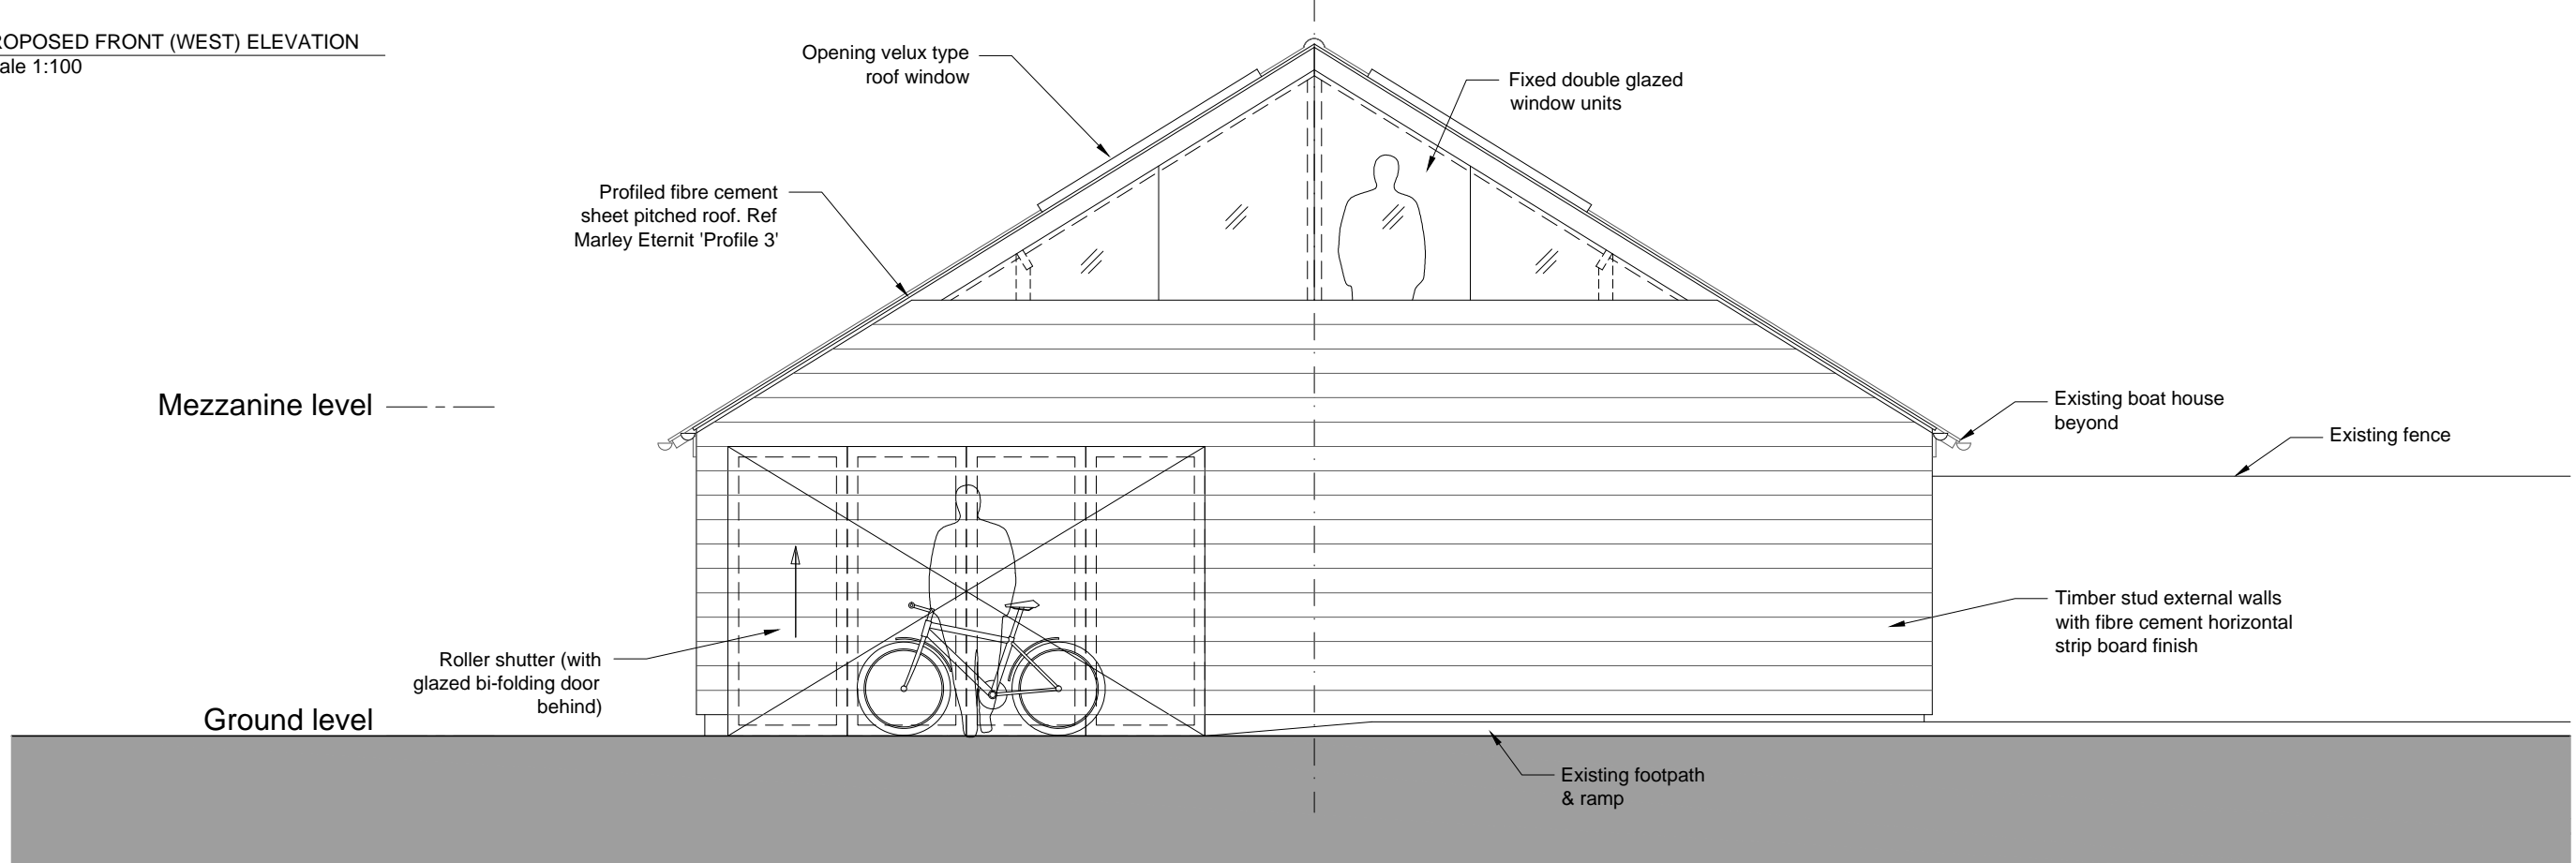 ROPOSED FRONT (WEST) ELEVATION
ale 1:100
Opening velux type
roof window
Fixed double glazed
window units
Profiled fibre cement
sheet pitched roof. Ref
Marley Eternit 'Profile 3'
Mezzanine level
Existing boat house
beyond
Existing fence
Timber stud external walls
with fibre cement horizontal
strip board finish
Roller shutter (with
glazed bi-folding door
behind)
Ground level
Existing footpath
& ramp